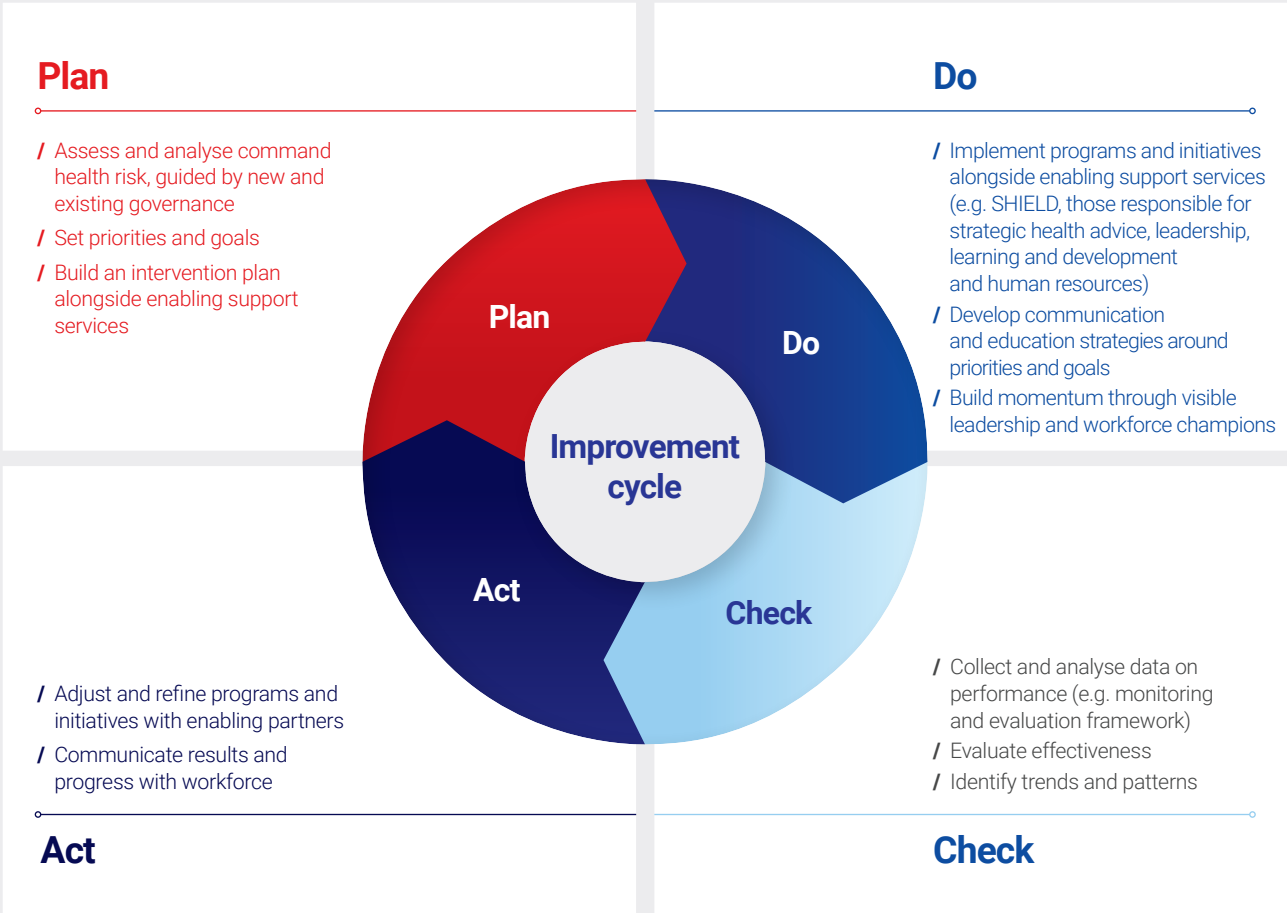 Plan
/ Assess and analyse command
health risk, guided by new and
existing governance
/ Set priorities and goals
/ Build an intervention plan
alongside enabling support
services
Do
/ Implement programs and initiatives
alongside enabling support services
(e.g. SHIELD, those responsible for
strategic health advice, leadership,
learning and development
and human resources)
/ Develop communication
and education strategies around
priorities and goals
/ Build momentum through visible
leadership and workforce champions
Plan
Do
Improvement
cycle
Act
Check
/ Adjust and refine programs and
initiatives with enabling partners
/ Communicate results and
progress with workforce
Act
/ Collect and analyse data on
performance (e.g. monitoring
and evaluation framework)
/ Evaluate effectiveness
/ Identify trends and patterns
Check